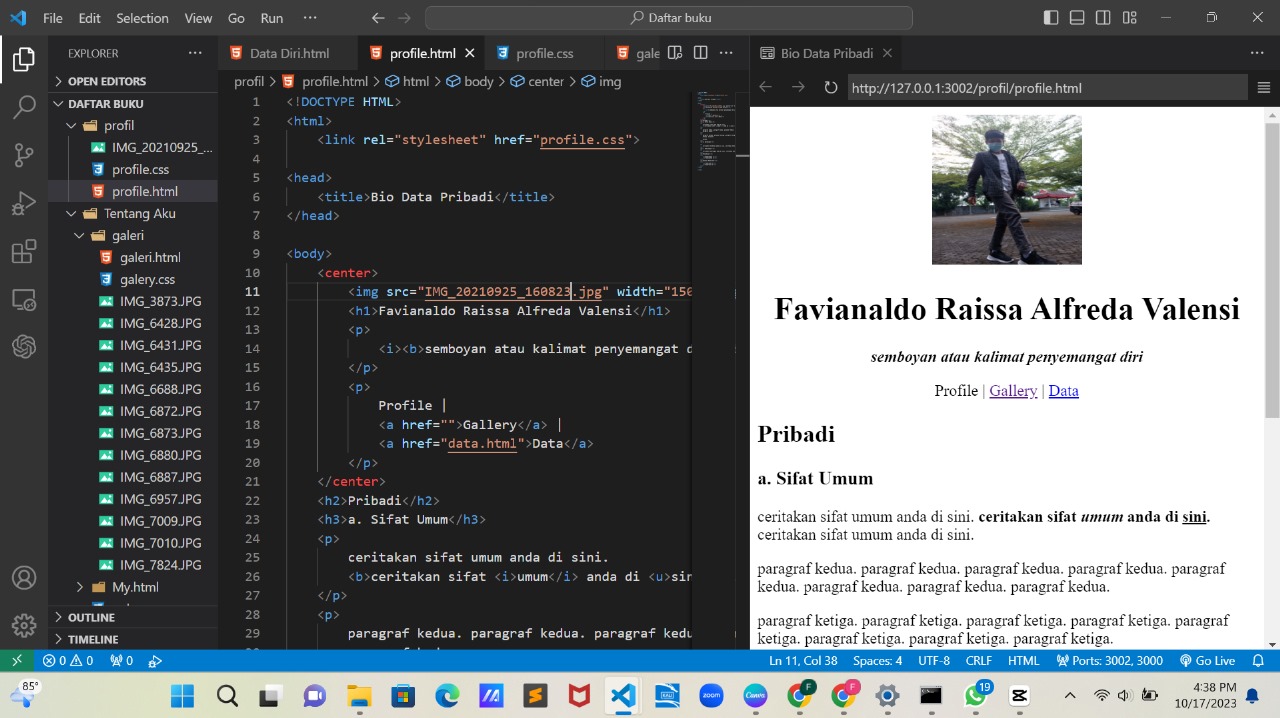 File Edit Selection View Go Run ··· Daftar buku
EXPLORER ···
OPEN EDITORS
DAFTAR BUKU
profil
IMG_20210925_...
profile.css
profile.html
Tentang Aku
galeri
galeri.html
galery.css
IMG_3873.JPG
IMG_6428.JPG
IMG_6431.JPG
IMG_6435.JPG
IMG_6688.JPG
IMG_6872.JPG
IMG_6873.JPG
IMG_6880.JPG
IMG_6887.JPG
IMG_6957.JPG
IMG_7009.JPG
IMG_7010.JPG
IMG_7824.JPG
My.html
OUTLINE
TIMELINE
Data Diri.html profile.html profile.css gale ···
profil > profile.html > html > body > center > img
1 <!DOCTYPE HTML>
2 <html>
3 <link rel="stylesheet" href="profile.css">
4
5 <head>
6 <title>Bio Data Pribadi</title>
7 </head>
8
9 <body>
10 <center>
11 <img src="IMG_20210925_160823.jpg" width="150
12 <h1>Favianaldo Raissa Alfreda Valensi</h1>
13 <p>
14 <i><b>semboyan atau kalimat penyemangat d
15 </p>
16 <p>
17 Profile |
18 <a href="">Gallery</a> |
19 <a href="data.html">Data</a>
20 </p>
21 </center>
22 <h2>Pribadi</h2>
23 <h3>a. Sifat Umum</h3>
24 <p>
25 ceritakan sifat umum anda di sini.
26 <b>ceritakan sifat <i>umum</i> anda di <u>sin
27 </p>
28 <p>
29 paragraf kedua. paragraf kedua. paragraf kedu
Bio Data Pribadi ···
http://127.0.0.1:3002/profil/profile.html
Favianaldo Raissa Alfreda Valensi
semboyan atau kalimat penyemangat diri
Profile | Gallery | Data
Pribadi
a. Sifat Umum
ceritakan sifat umum anda di sini. ceritakan sifat umum anda di sini.
ceritakan sifat umum anda di sini.
paragraf kedua. paragraf kedua. paragraf kedua. paragraf kedua. paragraf
kedua. paragraf kedua. paragraf kedua. paragraf kedua.
paragraf ketiga. paragraf ketiga. paragraf ketiga. paragraf ketiga. paragraf
ketiga. paragraf ketiga. paragraf ketiga. paragraf ketiga.
0 0 0 Ln 11, Col 38 Spaces: 4 UTF-8 CRLF HTML Ports: 3002, 3000 Go Live
85° zoom Canva F F 19 4:38 PM
10/17/2023